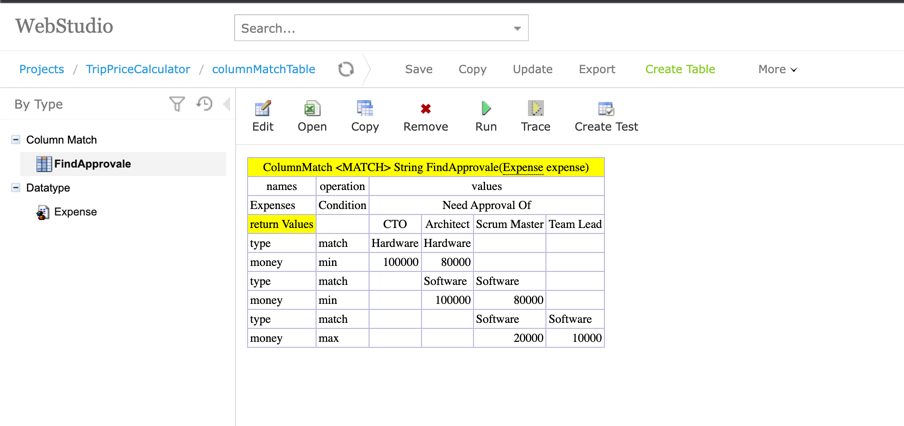 WebStudio
Search...
Projects / TripPriceCalculator / columnMatchTable
Save Copy Update Export Create Table More
By Type
Edit Open Copy Remove Run Trace Create Test
Column Match
FindApprovale
Datatype
Expense
ColumnMatch <MATCH> String FindApprovale(Expense expense)
names operation values
Expenses Condition Need Approval Of
return Values CTO Architect Scrum Master Team Lead
type match Hardware Hardware
money min 100000 80000
type match Software Software
money min 100000 80000
type match Software Software
money max 20000 10000